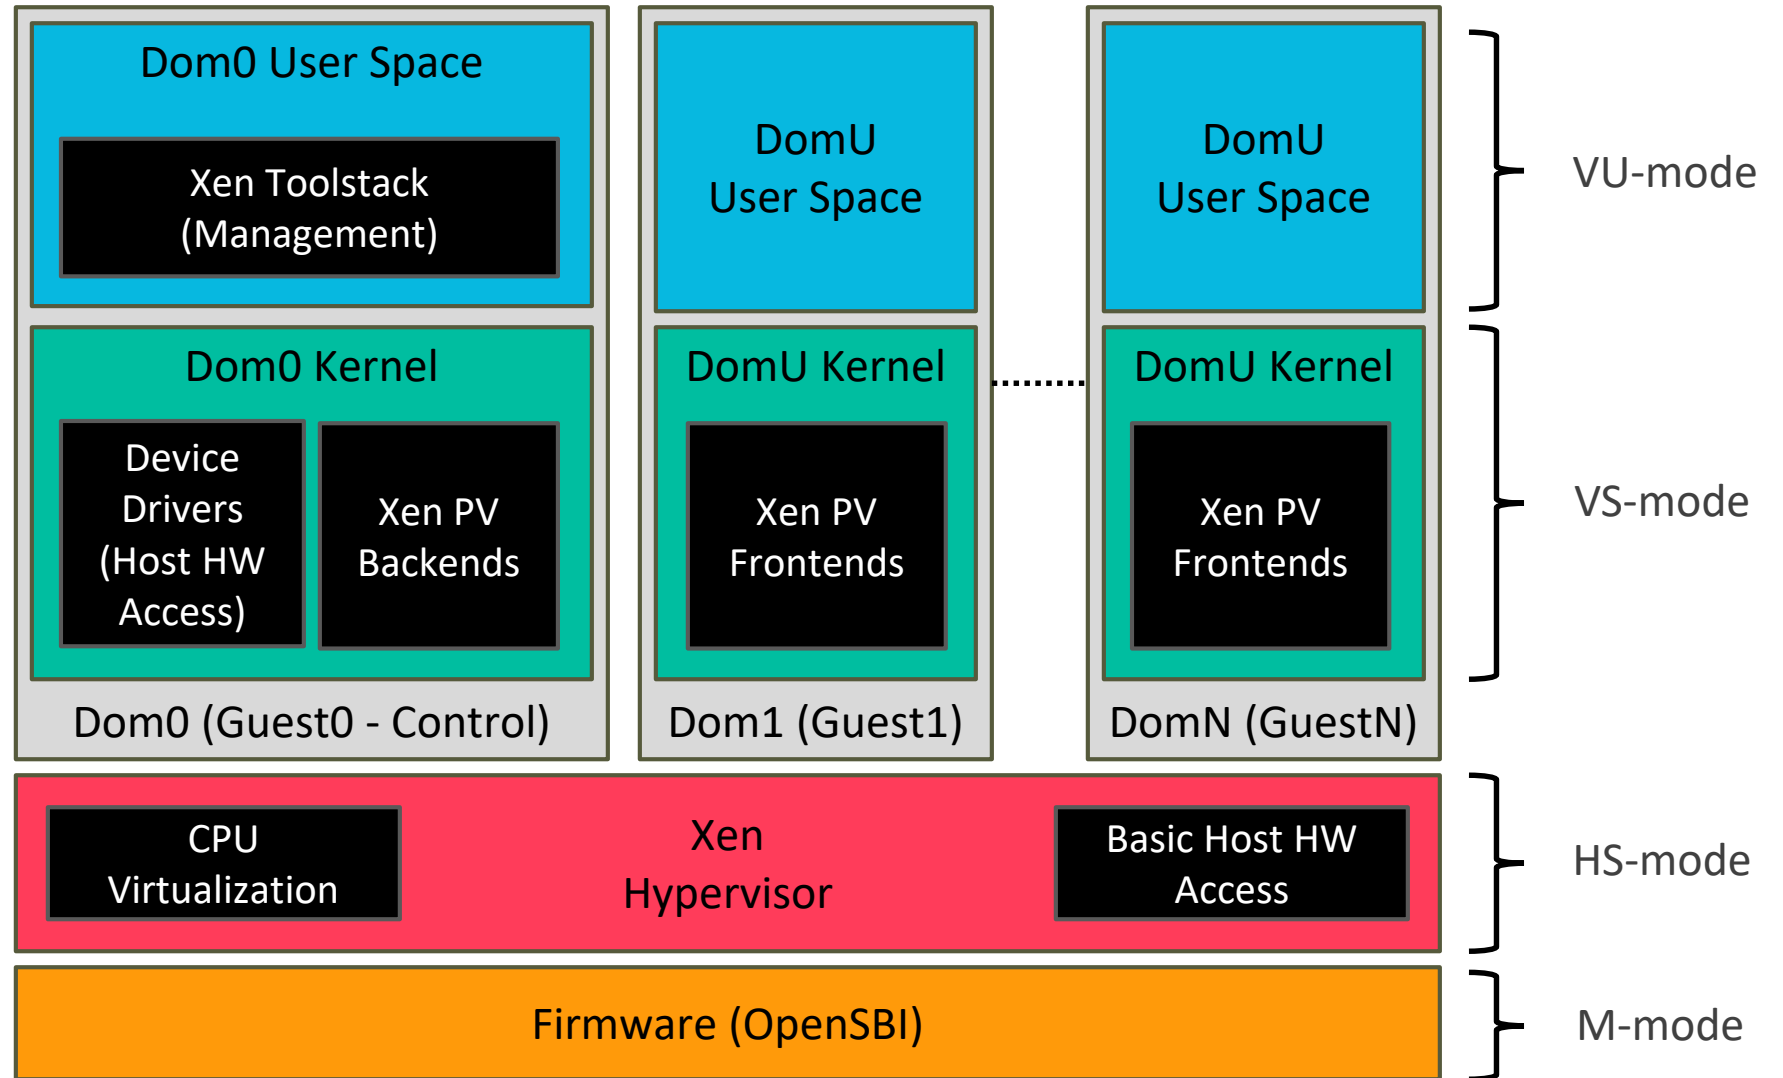 Dom0 User Space
Xen Toolstack
(Management)
DomU
User Space
DomU
User Space
VU-mode
Dom0 Kernel
Device
Drivers
(Host HW
Access)
Xen PV
Backends
DomU Kernel
Xen PV
Frontends
DomU Kernel
Xen PV
Frontends
VS-mode
Dom0 (Guest0 - Control)
Dom1 (Guest1)
DomN (GuestN)
CPU
Virtualization
Xen
Hypervisor
Basic Host HW
Access
HS-mode
Firmware (OpenSBI)
M-mode